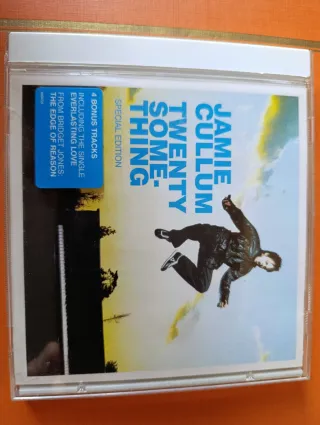 JAMIE
CULLUM
TWENTY
SOME-
THING
SPECIAL EDITION
4 BONUS TRACKS
INCLUDING THE SINGLE
EVERLASTING LOVE
FROM BRIDGET JONES:
THE EDGE OF REASON